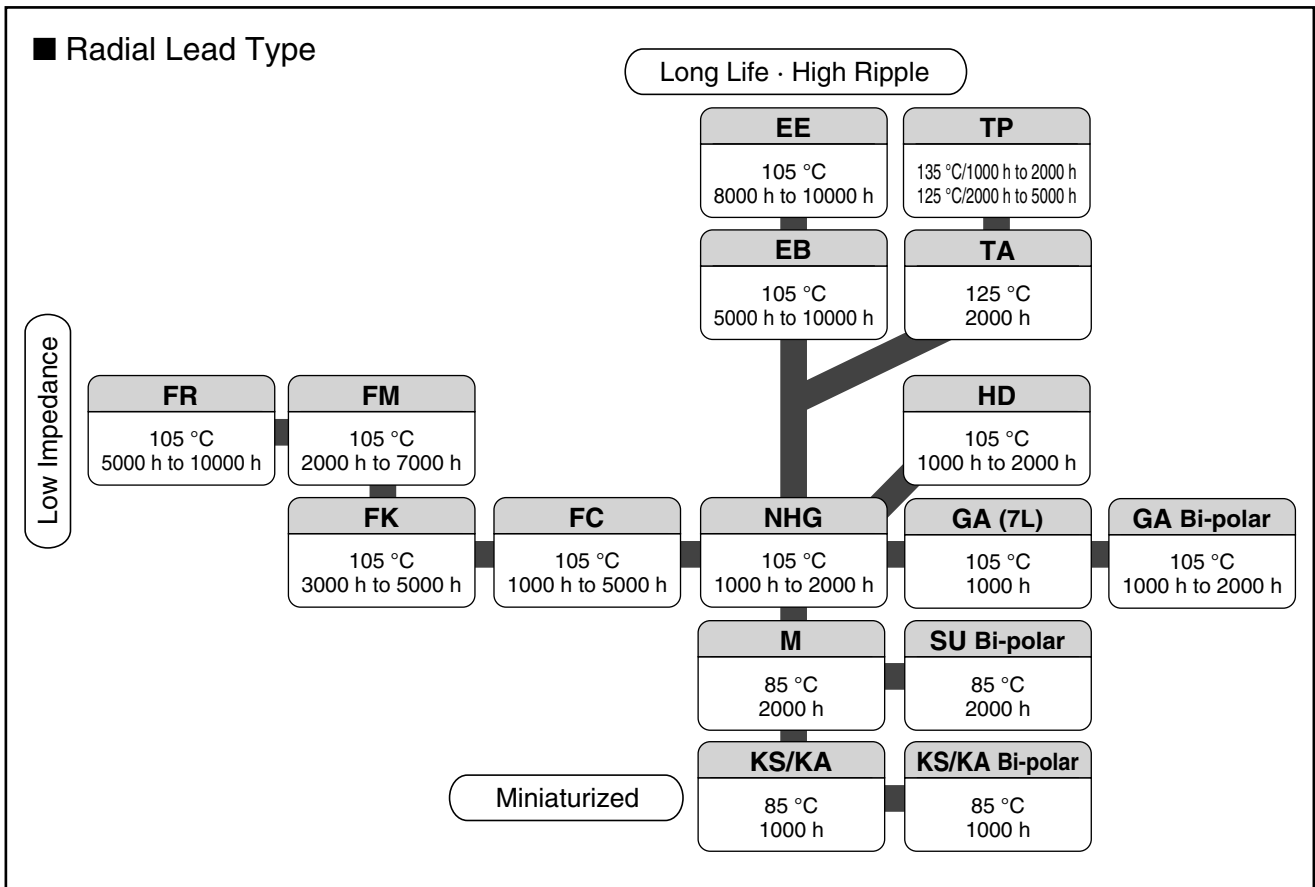 ■ Radial Lead Type
Long Life · High Ripple
EE
105 °C
8000 h to 10000 h
TP
135 °C/1000 h to 2000 h
125 °C/2000 h to 5000 h
EB
105 °C
5000 h to 10000 h
TA
125 °C
2000 h
Low Impedance
FR
105 °C
5000 h to 10000 h
FM
105 °C
2000 h to 7000 h
HD
105 °C
1000 h to 2000 h
FK
105 °C
3000 h to 5000 h
FC
105 °C
1000 h to 5000 h
NHG
105 °C
1000 h to 2000 h
GA (7L)
105 °C
1000 h
GA Bi-polar
105 °C
1000 h to 2000 h
M
85 °C
2000 h
SU Bi-polar
85 °C
2000 h
Miniaturized
KS/KA
85 °C
1000 h
KS/KA Bi-polar
85 °C
1000 h